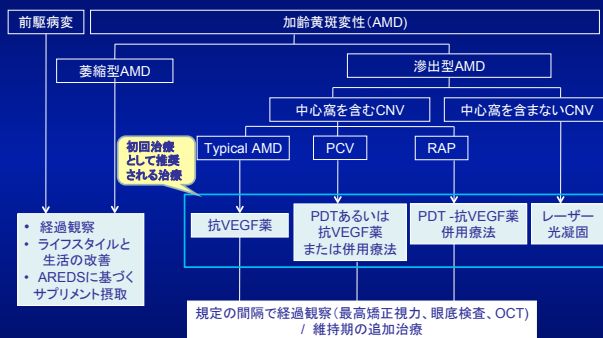 前駆病変
加齢黄斑変性(AMD)
萎縮型AMD
滲出型AMD
中心窩を含むCNV
中心窩を含まないCNV
初回治療
として推奨
される治療
Typical AMD
PCV
RAP
• 経過観察
• ライフスタイルと
生活の改善
• AREDSに基づく
サプリメント摂取
抗VEGF薬
PDTあるいは
抗VEGF薬
または併用療法
PDT -抗VEGF薬
併用療法
レーザー
光凝固
規定の間隔で経過観察(最高矯正視力、眼底検査、OCT)
/ 維持期の追加治療